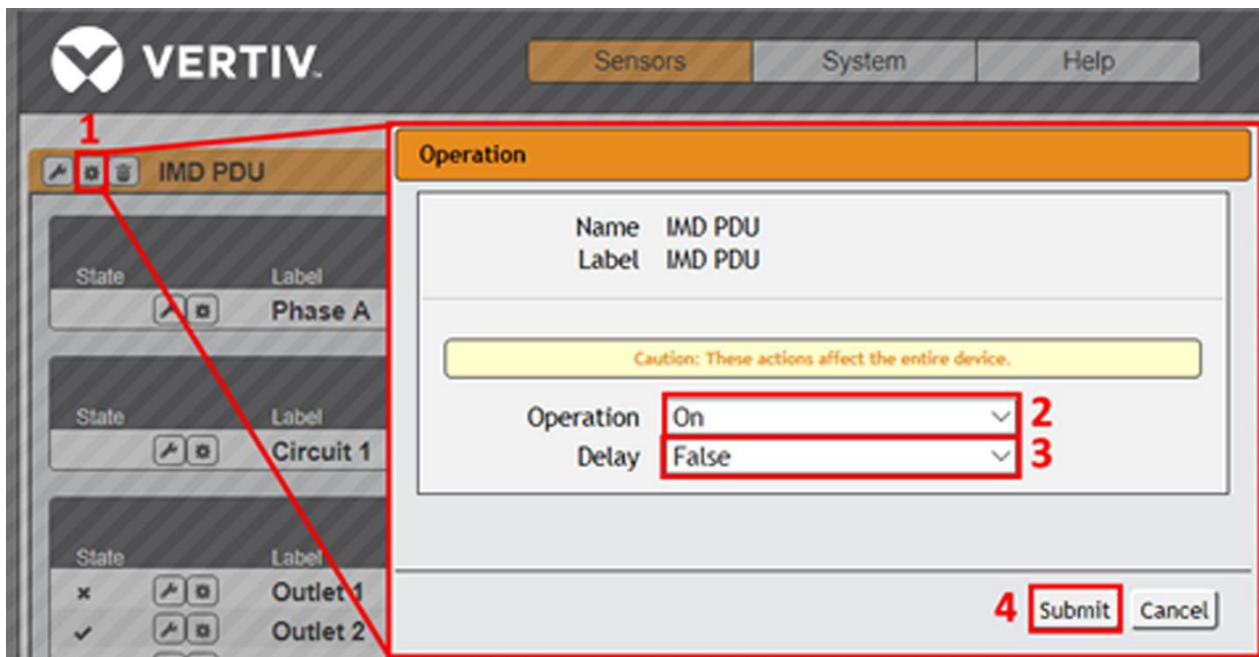 VERTIV.
Sensors System Help
1
IMD PDU
State Label
Phase A
State Label
Circuit 1
State Label
Outlet 1
Outlet 2
Operation
Name IMD PDU
Label IMD PDU
Caution: These actions affect the entire device.
Operation On 2
Delay False 3
4 Submit Cancel